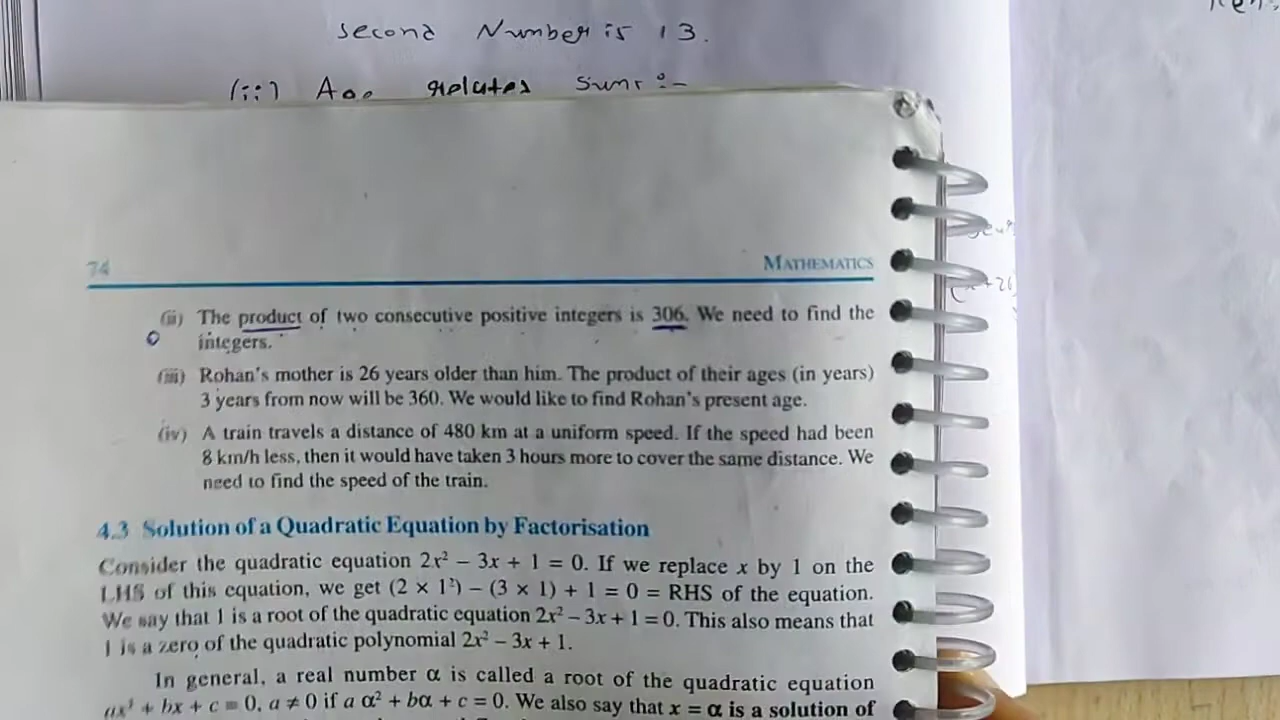 second Number is 13.
(ii) Age relates Sums :-
74
MATHEMATICS
(ii) The product of two consecutive positive integers is 306. We need to find the
integers.
(iii) Rohan's mother is 26 years older than him. The product of their ages (in years)
3 years from now will be 360. We would like to find Rohan's present age.
(iv) A train travels a distance of 480 km at a uniform speed. If the speed had been
8 km/h less, then it would have taken 3 hours more to cover the same distance. We
need to find the speed of the train.
4.3 Solution of a Quadratic Equation by Factorisation
Consider the quadratic equation 2x² – 3x + 1 = 0. If we replace x by 1 on the
LHS of this equation, we get (2 × 1²) – (3 × 1) + 1 = 0 = RHS of the equation.
We say that 1 is a root of the quadratic equation 2x² – 3x + 1 = 0. This also means that
1 is a zero of the quadratic polynomial 2x² – 3x + 1.
In general, a real number α is called a root of the quadratic equation
ax² + bx + c = 0, a ≠ 0 if a α² + bα + c = 0. We also say that x = α is a solution of